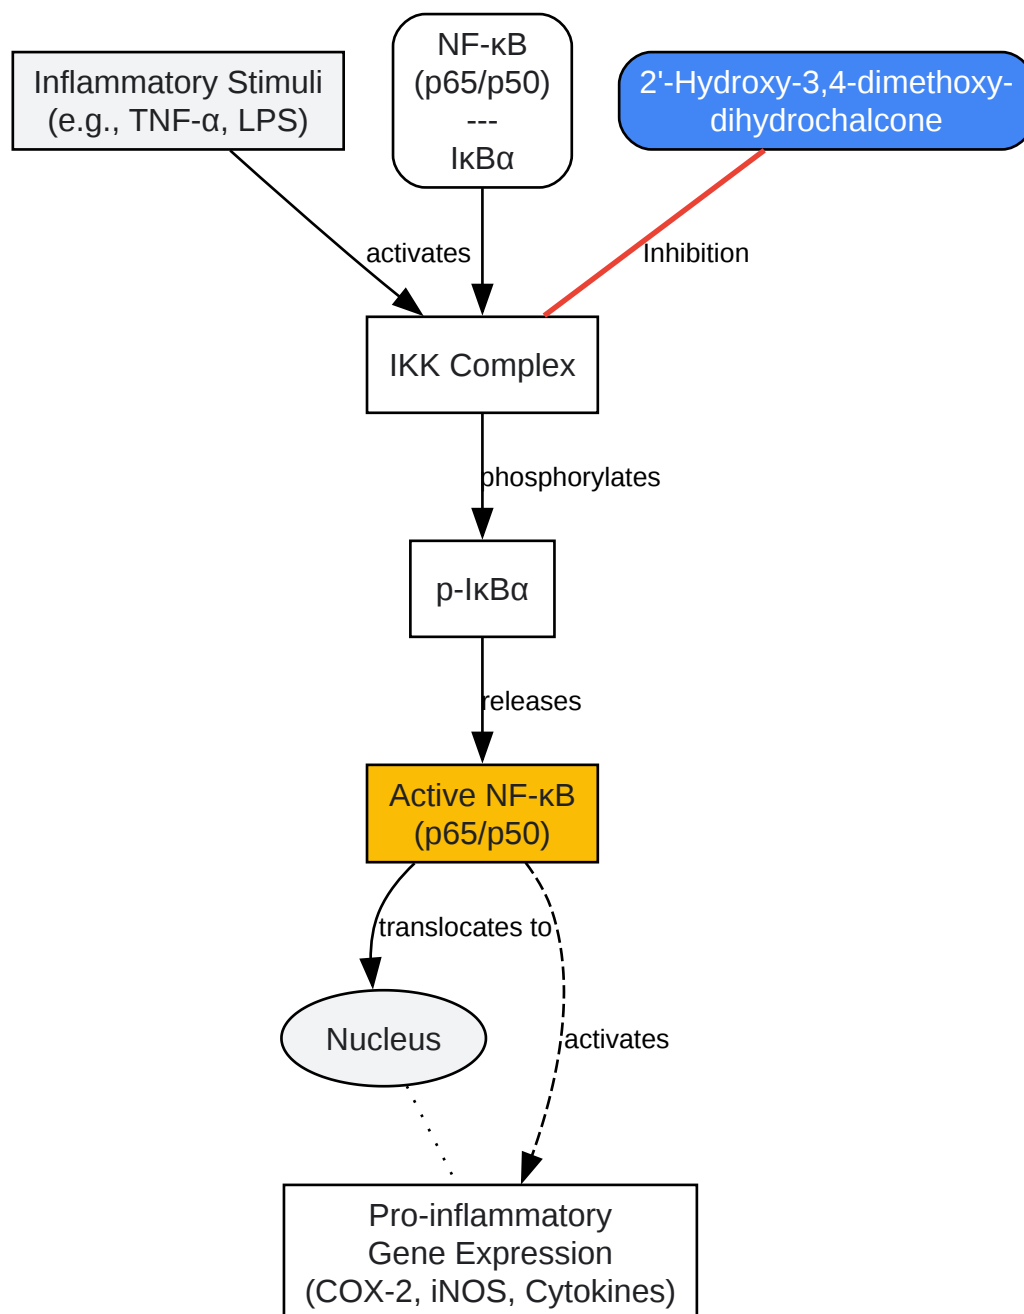 Inflammatory Stimuli
(e.g., TNF-α, LPS)
NF-κB
(p65/p50)
---
IκBα
2'-Hydroxy-3,4-dimethoxy-
dihydrochalcone
activates
Inhibition
IKK Complex
phosphorylates
p-IκBα
releases
Active NF-κB
(p65/p50)
translocates to
Nucleus
activates
Pro-inflammatory
Gene Expression
(COX-2, iNOS, Cytokines)